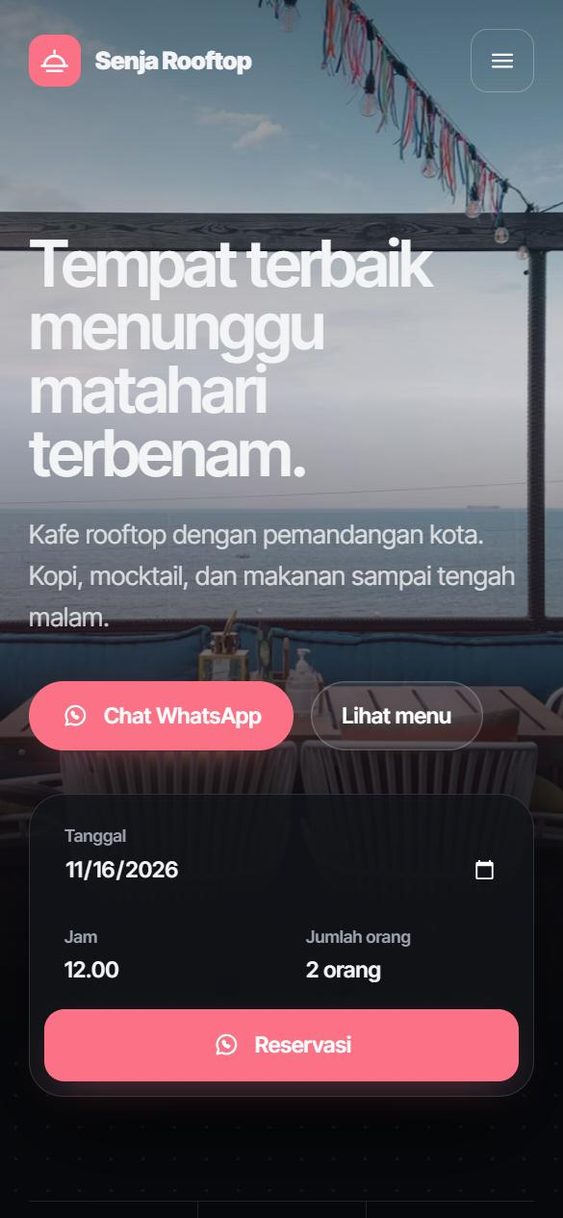 Senja Rooftop
Tempat terbaik
menunggu
matahari
terbenam.
Kafe rooftop dengan pemandangan kota.
Kopi, mocktail, dan makanan sampai tengah
malam.
Chat WhatsApp
Lihat menu
Tanggal
11/16/2026
Jam
Jumlah orang
12.00
2 orang
Reservasi